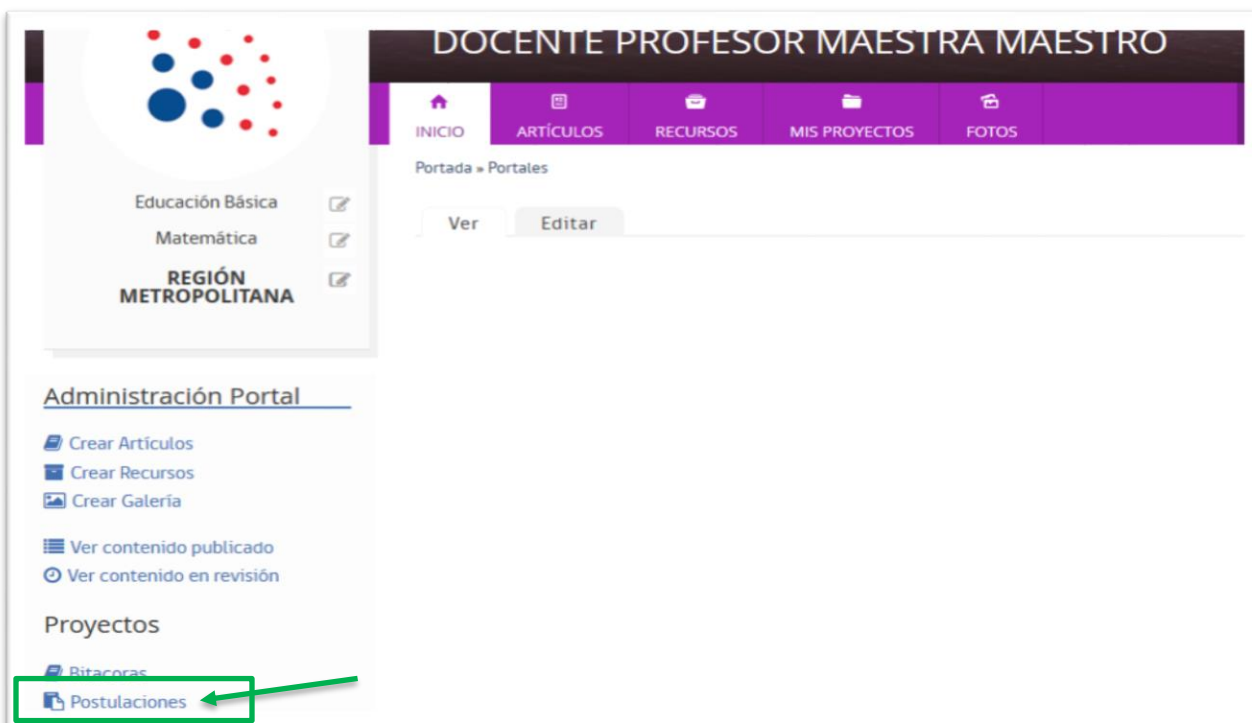 DOCENTE PROFESOR MAESTRA MAESTRO
INICIO
ARTÍCULOS
RECURSOS
MIS PROYECTOS
FOTOS
Portada » Portales
Ver
Editar
Educación Básica
Matemática
REGIÓN
METROPOLITANA
Administración Portal
Crear Artículos
Crear Recursos
Crear Galería
Ver contenido publicado
Ver contenido en revisión
Proyectos
Bitacoras
Postulaciones